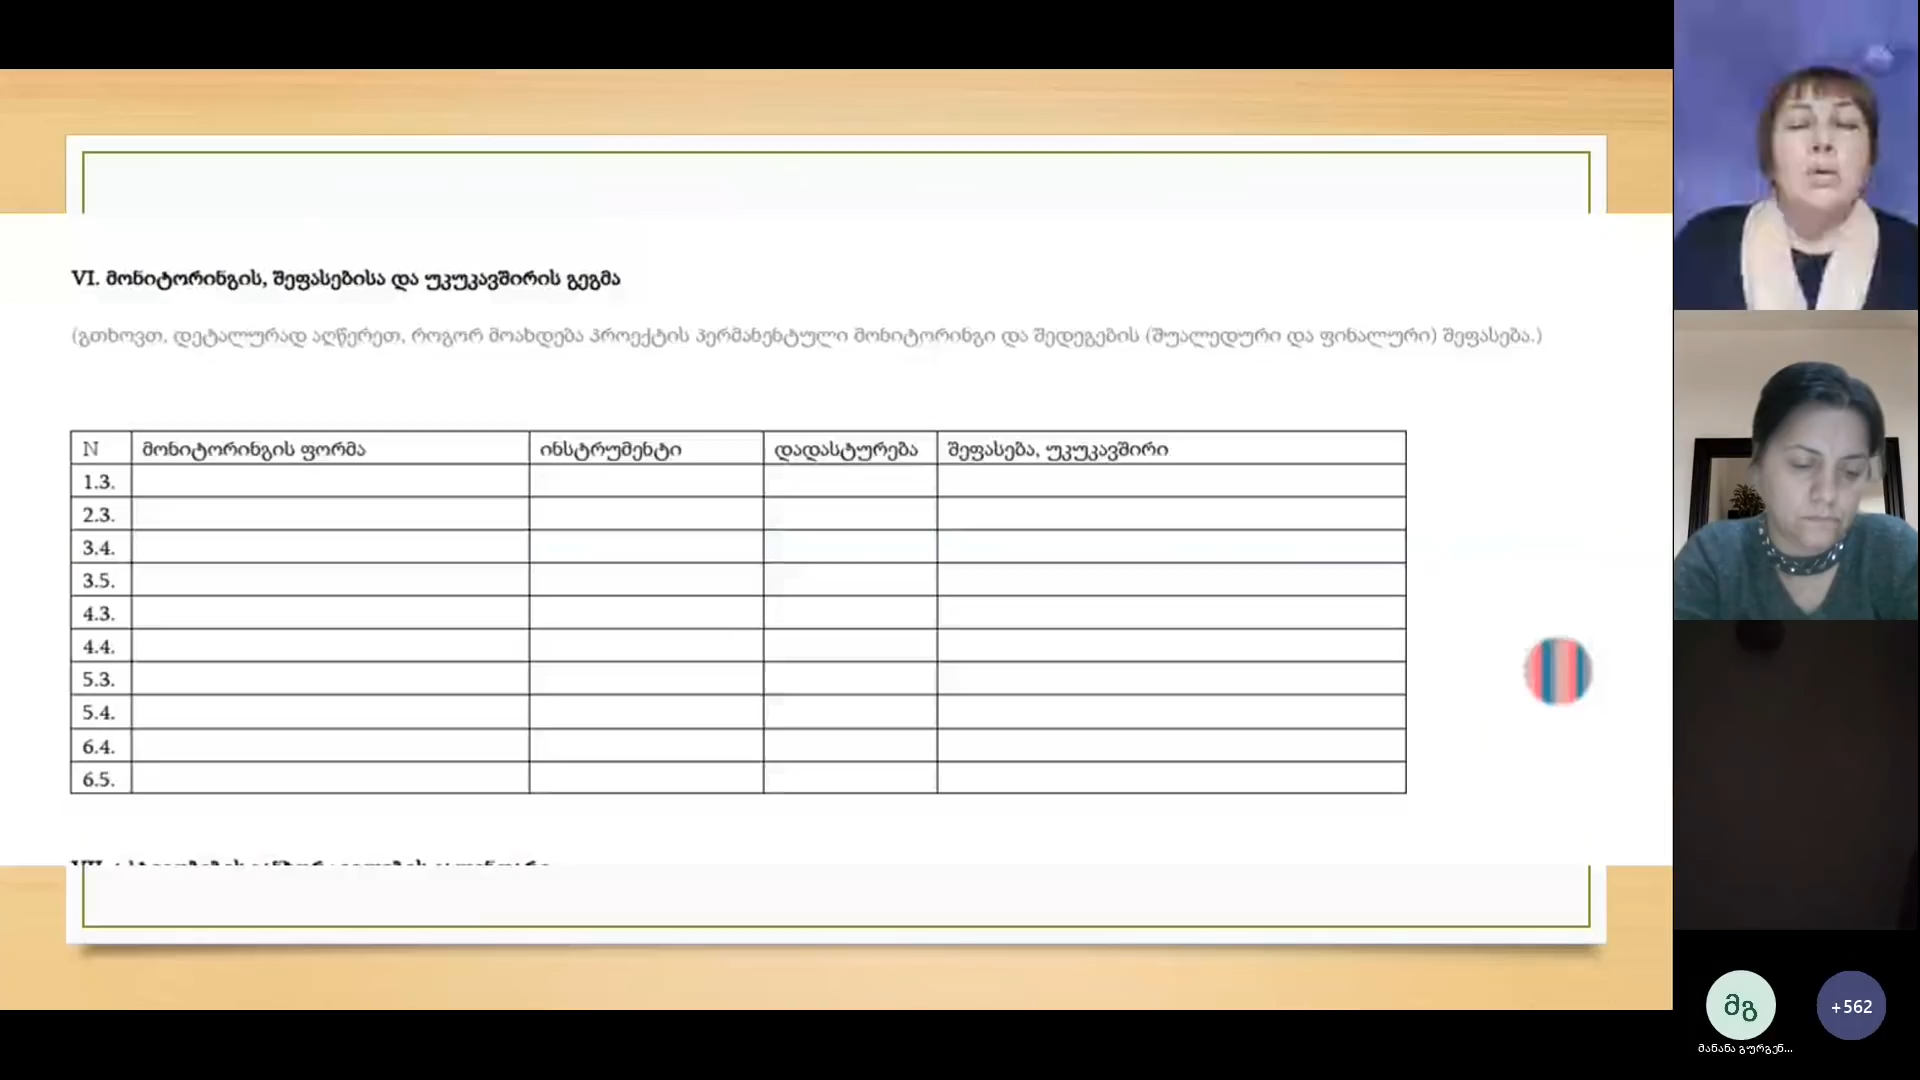 VI. მონიტორინგის, შეფასებისა და უკუკავშირის გეგმა
(გთხოვთ, დეტალურად აღწერეთ, როგორ მოახდება პროექტის პერმანენტული მონიტორინგი და შედეგების (შუალედური და ფინალური) შეფასება.)
N მონიტორინგის ფორმა ინსტრუმენტი დადასტურება შეფასება, უკუკავშირი
1.3.
2.3.
3.4.
3.5.
4.3.
4.4.
5.3.
5.4.
6.4.
6.5.
მგ
+562
მანანა გურგენ...